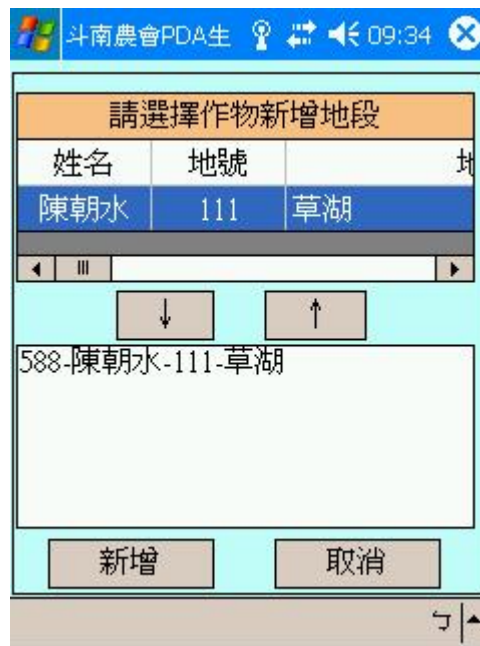 斗南農會PDA生 09:34
請選擇作物新增地段
姓名 地號 地
陳朝水 111 草湖
↓ ↑
588-陳朝水-111-草湖
新增 取消
ㄅ